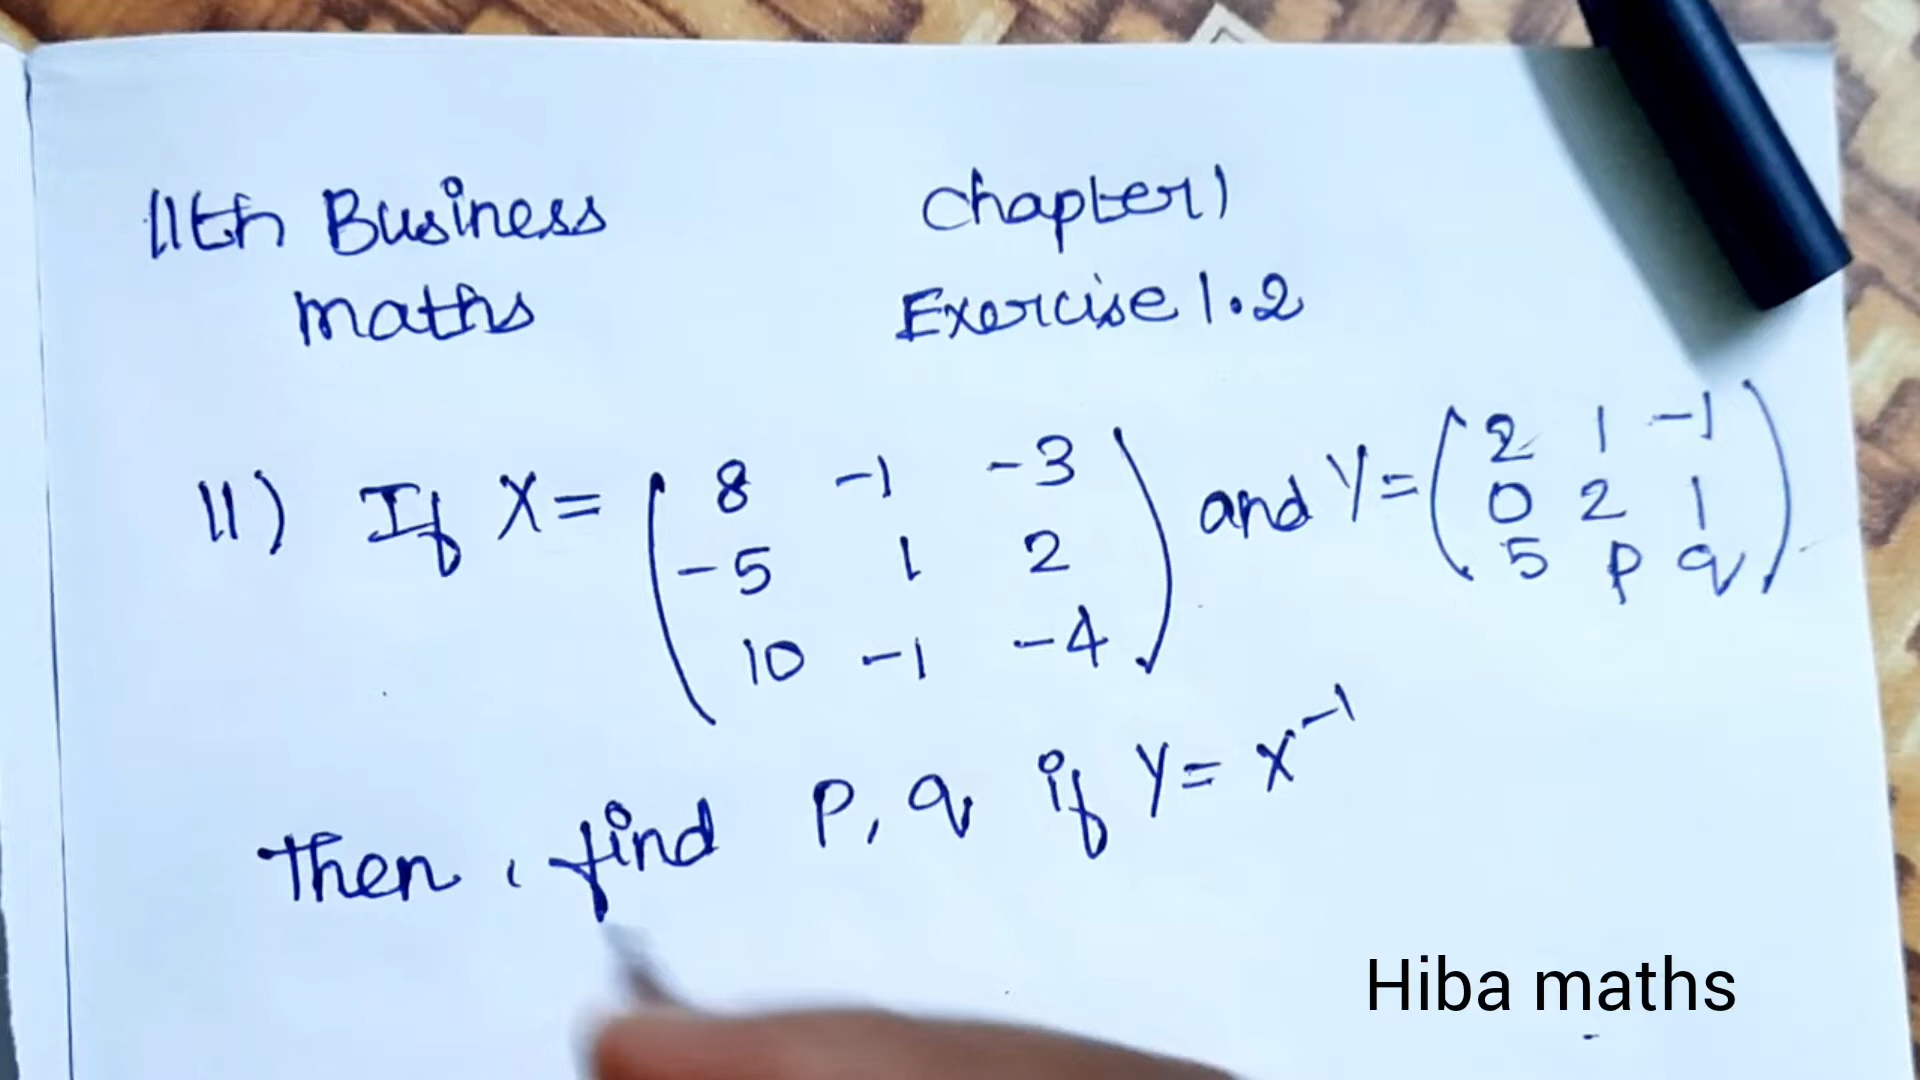 11th Business
maths
Chapter 1
Exercise 1.2
11) If X = ( 8 -1 -3
-5 1 2
10 -1 -4 ) and Y = ( 2 1 -1
0 2 1
5 p q ).
Then, find P, q if Y = X⁻¹
Hiba maths